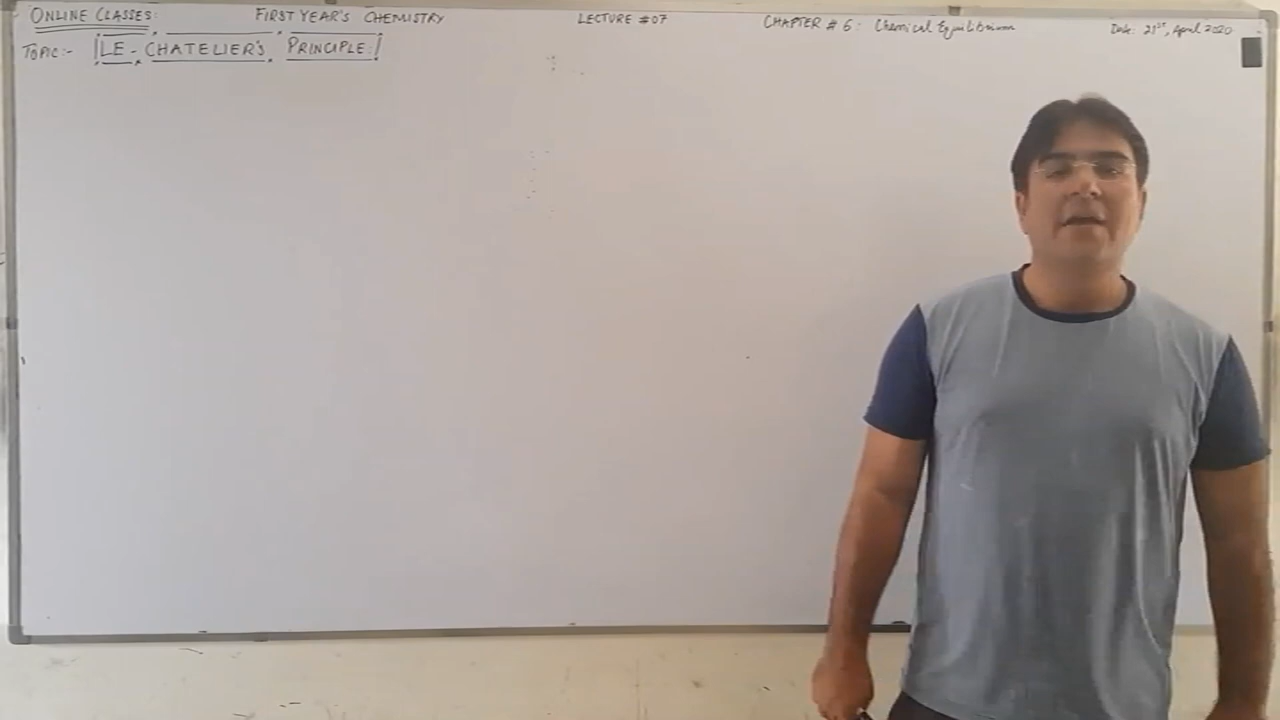 ONLINE CLASSES: FIRST YEAR'S CHEMISTRY LECTURE #07 CHAPTER # 6: Chemical Equilibrium Date: 21ST, April 2020
TOPIC:- LE-CHATELIER'S PRINCIPLE: